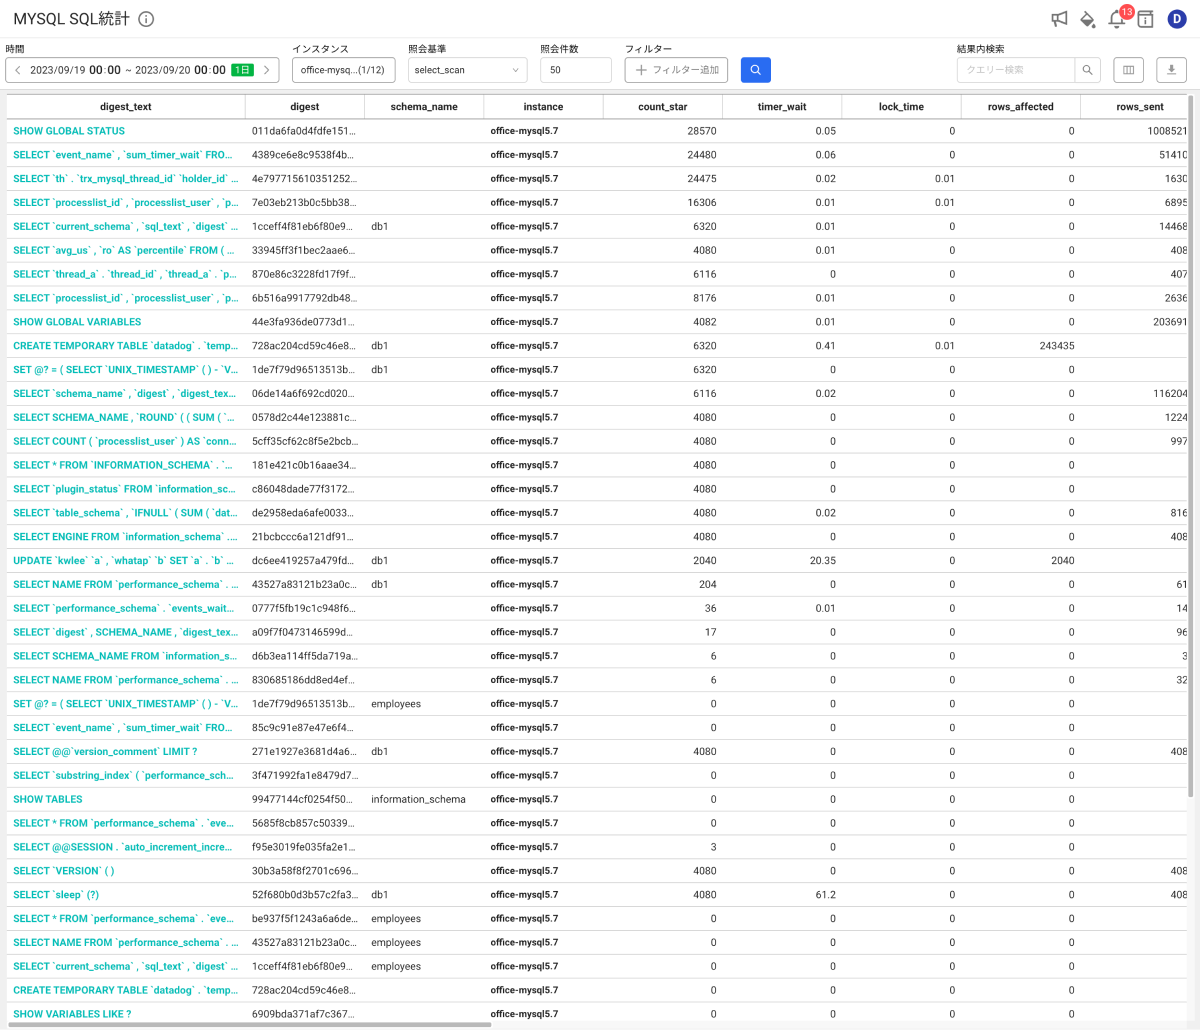 MYSQL SQL統計
13
D
時間 インスタンス 照会基準 照会件数 フィルター 結果内検索
2023/09/19 00:00 ~ 2023/09/20 00:00 1日 office-mysq...(1/12) select_scan 50 フィルター追加 クエリー検索
digest_text digest schema_name instance count_star timer_wait lock_time rows_affected rows_sent
SHOW GLOBAL STATUS 011da6fa0d4fdfe151... office-mysql5.7 28570 0.05 0 0 1008521
SELECT `event_name` , `sum_timer_wait` FRO... 4389ce6e8c9538f4b... office-mysql5.7 24480 0.06 0 0 51410
SELECT `th` . `trx_mysql_thread_id` `holder_id` ... 4e797715610351252... office-mysql5.7 24475 0.02 0.01 0 1630
SELECT `processlist_id` , `processlist_user` , `p... 7e03eb213b0c5bb38... office-mysql5.7 16306 0.01 0.01 0 6895
SELECT `current_schema` , `sql_text` , `digest` ... 1cceff4f81eb6f80e9... db1 office-mysql5.7 6320 0.01 0 0 14468
SELECT `avg_us` , `ro` AS `percentile` FROM ( ... 33945ff3f1bec2aae6... office-mysql5.7 4080 0.01 0 0 408
SELECT `thread_a` . `thread_id` , `thread_a` . `p... 870e86c3228fd17f9f... office-mysql5.7 6116 0 0 0 407
SELECT `processlist_id` , `processlist_user` , `p... 6b516a9917792db48... office-mysql5.7 8176 0.01 0 0 2636
SHOW GLOBAL VARIABLES 44e3fa936de0773d1... office-mysql5.7 4082 0.01 0 0 203691
CREATE TEMPORARY TABLE `datadog` . `temp... 728ac204cd59c46e8... db1 office-mysql5.7 6320 0.41 0.01 243435
SET @? = ( SELECT `UNIX_TIMESTAMP` ( ) - `V... 1de7f79d96513513b... db1 office-mysql5.7 6320 0 0 0
SELECT `schema_name` , `digest` , `digest_tex... 06de14a6f692cd020... office-mysql5.7 6116 0.02 0 0 116204
SELECT SCHEMA_NAME , `ROUND` ( ( SUM ( `... 0578d2c44e123881c... office-mysql5.7 4080 0 0 0 1224
SELECT COUNT ( `processlist_user` ) AS `conn... 5cff35cf62c8f5e2bcb... office-mysql5.7 4080 0 0 0 997
SELECT * FROM `INFORMATION_SCHEMA` . `... 181e421c0b16aae34... office-mysql5.7 4080 0 0 0
SELECT `plugin_status` FROM `information_sc... c86048dade77f3172... office-mysql5.7 4080 0 0 0
SELECT `table_schema` , `IFNULL` ( SUM ( `dat... de2958eda6afe0033... office-mysql5.7 4080 0.02 0 0 816
SELECT ENGINE FROM `information_schema` .... 21bcbccc6a121df91... office-mysql5.7 4080 0 0 0 408
UPDATE `kwlee` `a` , `whatap` `b` SET `a` . `b` ... dc6ee419257a479fd... db1 office-mysql5.7 2040 20.35 0 2040
SELECT NAME FROM `performance_schema` . ... 43527a83121b23a0c... db1 office-mysql5.7 204 0 0 0 61
SELECT `performance_schema` . `events_wait... 0777f5fb19c1c948f6... office-mysql5.7 36 0.01 0 0 14
SELECT `digest` , SCHEMA_NAME , `digest_tex... a09f7f0473146599d... office-mysql5.7 17 0 0 0 96
SELECT SCHEMA_NAME FROM `information_s... d6b3ea114ff5da719a... office-mysql5.7 6 0 0 0 3
SELECT NAME FROM `performance_schema` . ... 830685186dd8ed4ef... office-mysql5.7 6 0 0 0 32
SET @? = ( SELECT `UNIX_TIMESTAMP` ( ) - `V... 1de7f79d96513513b... employees office-mysql5.7 0 0 0 0
SELECT `event_name` , `sum_timer_wait` FRO... 85c9c91e87e47e6f4... office-mysql5.7 0 0 0 0
SELECT @@`version_comment` LIMIT ? 271e1927e3681d4a6... db1 office-mysql5.7 4080 0 0 0 408
SELECT `substring_index` ( `performance_sch... 3f471992fa1e8479d7... office-mysql5.7 0 0 0 0
SHOW TABLES 99477144cf0254f50... information_schema office-mysql5.7 0 0 0 0
SELECT * FROM `performance_schema` . `eve... 5685f8cb857c50339... office-mysql5.7 0 0 0 0
SELECT @@SESSION . `auto_increment_incre... f95e3019fe035fa2e1... office-mysql5.7 3 0 0 0
SELECT `VERSION` ( ) 30b3a58f8f2701c696... office-mysql5.7 4080 0 0 0 408
SELECT `sleep` (?) 52f680b0d3b57c2fa3... db1 office-mysql5.7 4080 61.2 0 0 408
SELECT * FROM `performance_schema` . `eve... be937f5f1243a6a6de... employees office-mysql5.7 0 0 0 0
SELECT NAME FROM `performance_schema` . ... 43527a83121b23a0c... employees office-mysql5.7 0 0 0 0
SELECT `current_schema` , `sql_text` , `digest` ... 1cceff4f81eb6f80e9... employees office-mysql5.7 0 0 0 0
CREATE TEMPORARY TABLE `datadog` . `temp... 728ac204cd59c46e8... office-mysql5.7 0 0 0 0
SHOW VARIABLES LIKE ? 6909bda371af7c367... office-mysql5.7 0 0 0 0